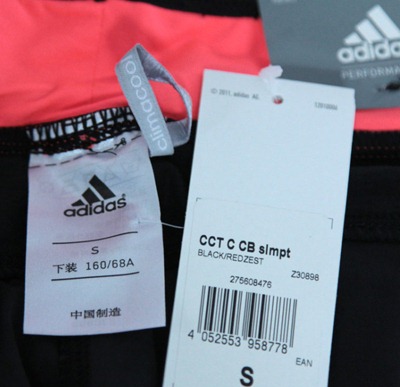 adidas
PERFORMA
climacool
© 2011, adidas AG
adidas
S
下装 160/68A
中国制造
CCT C CB slmpt
BLACK/REDZEST
Z30898
275608476
4 052553 958778
EAN
S